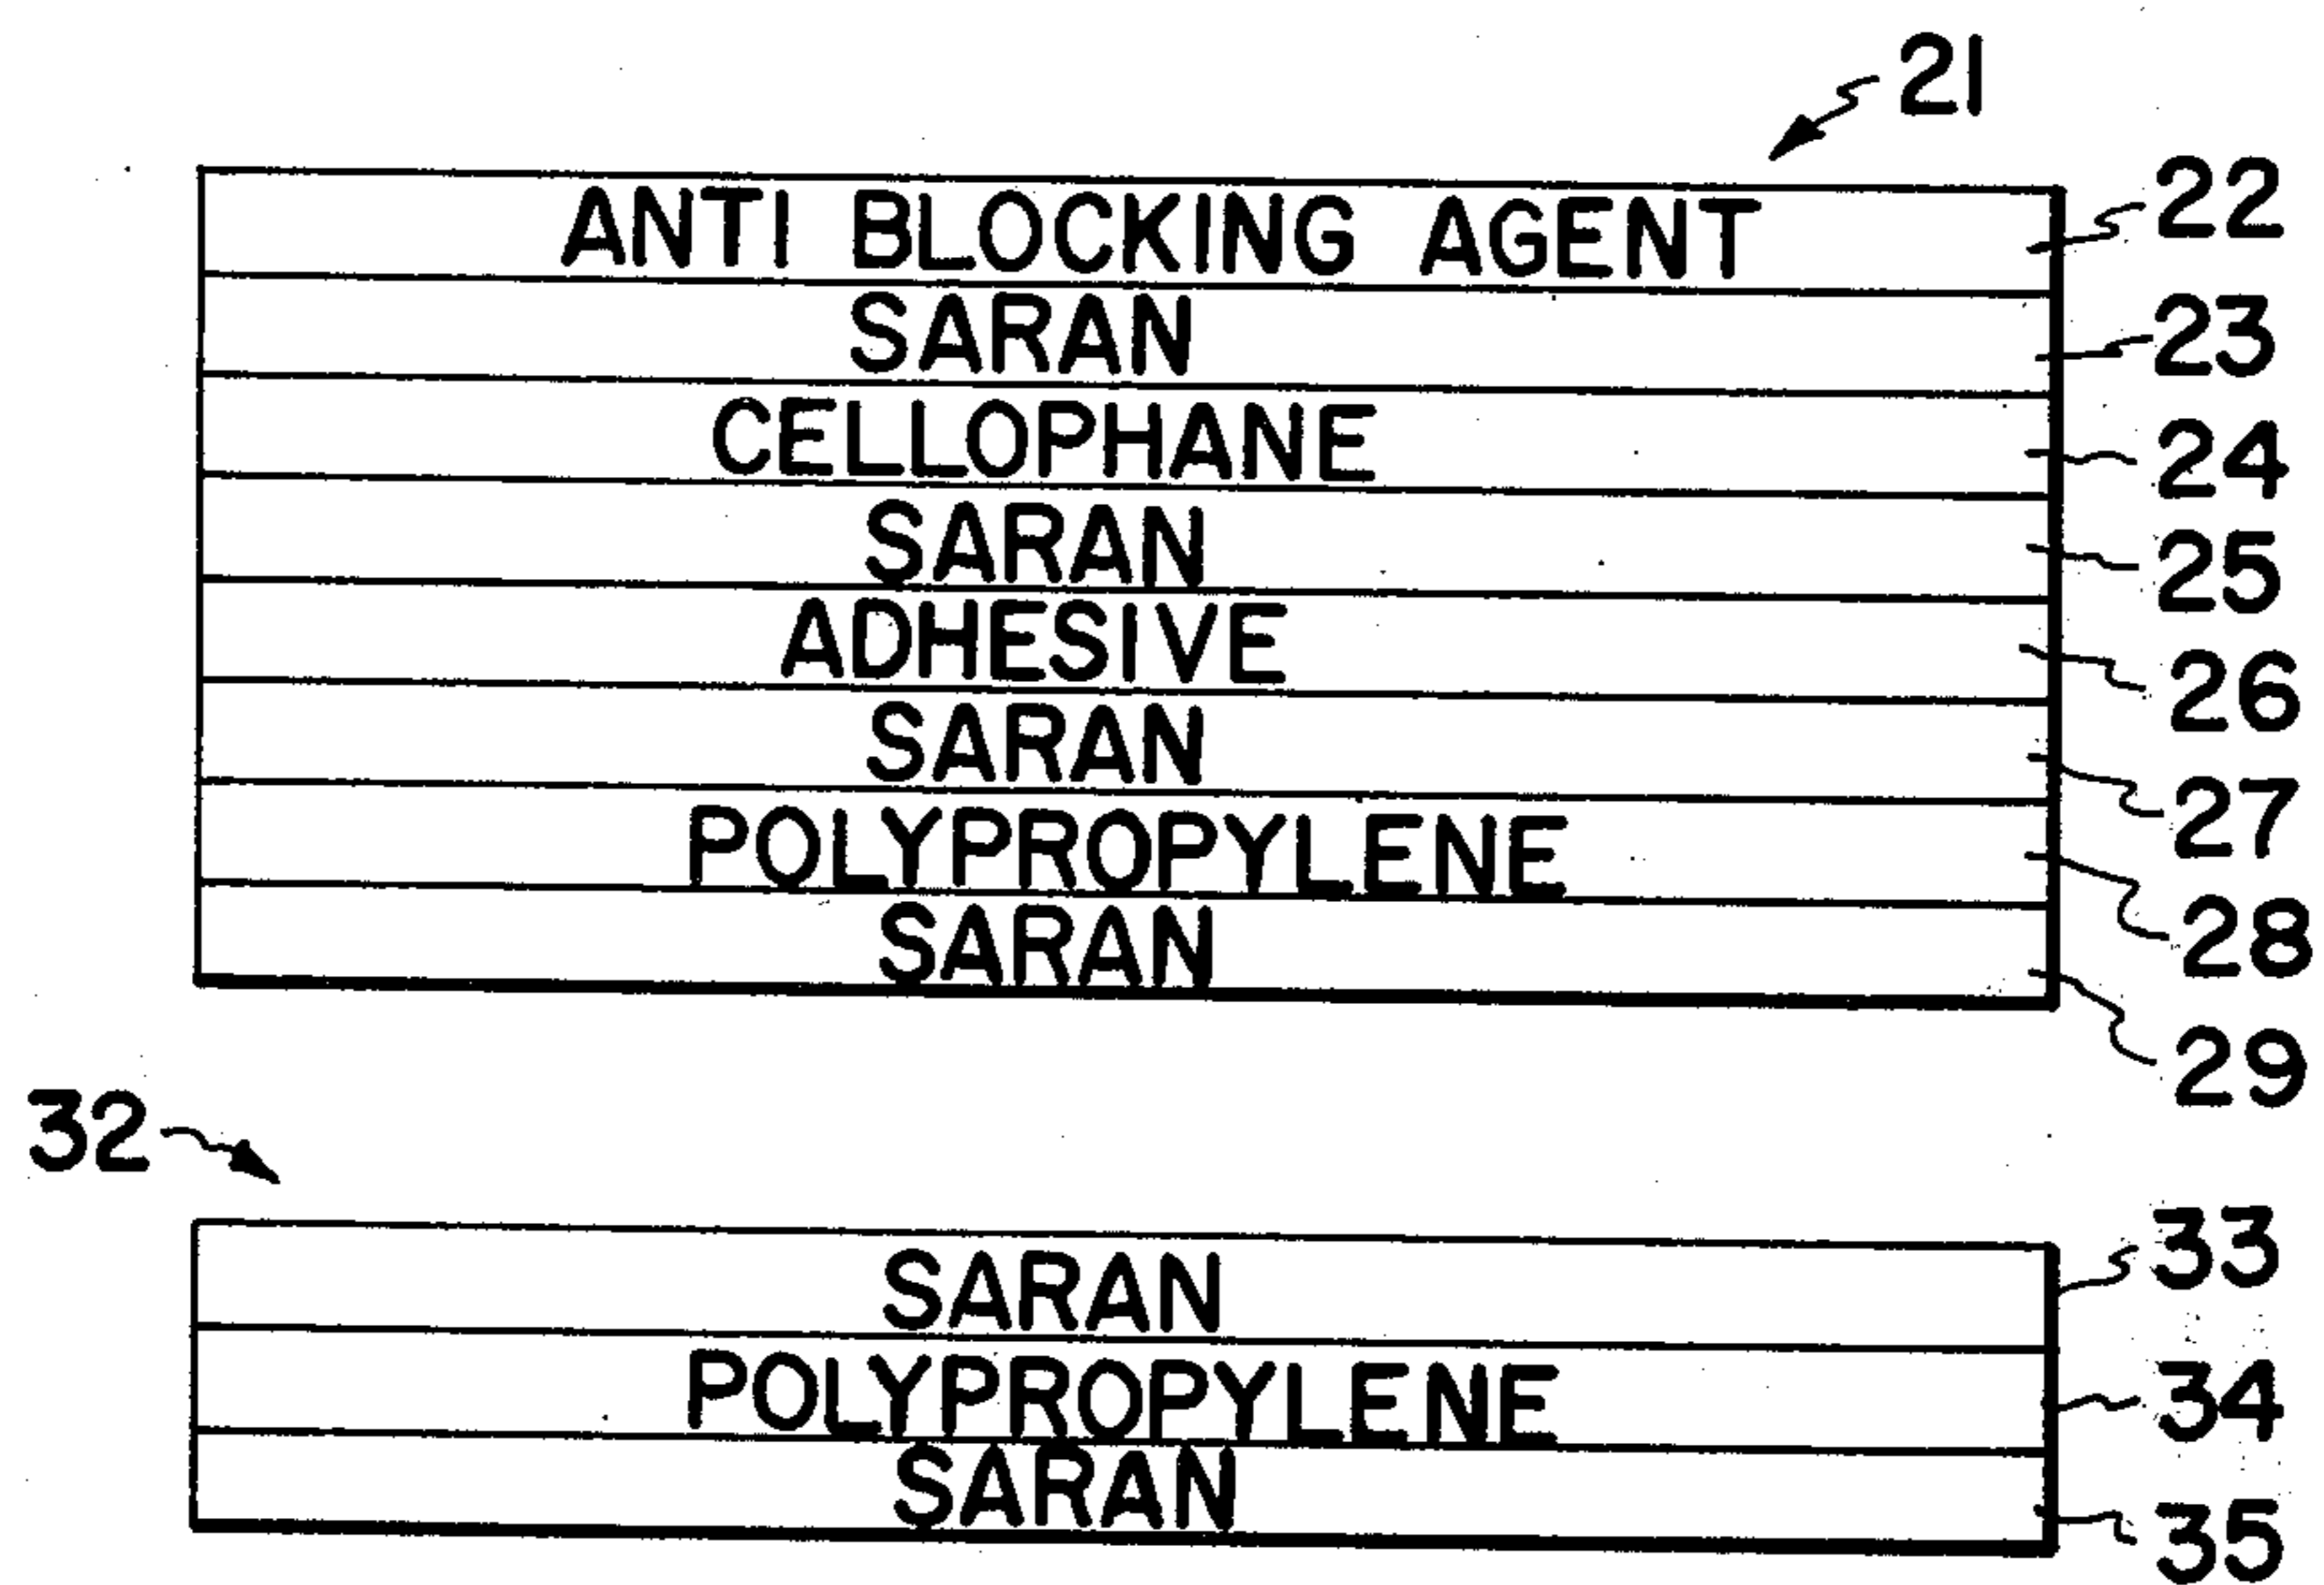 21
ANTI BLOCKING AGENT 22
SARAN 23
CELLOPHANE 24
SARAN 25
ADHESIVE 26
SARAN 27
POLYPROPYLENE 28
SARAN 29
32
SARAN 33
POLYPROPYLENE 34
SARAN 35